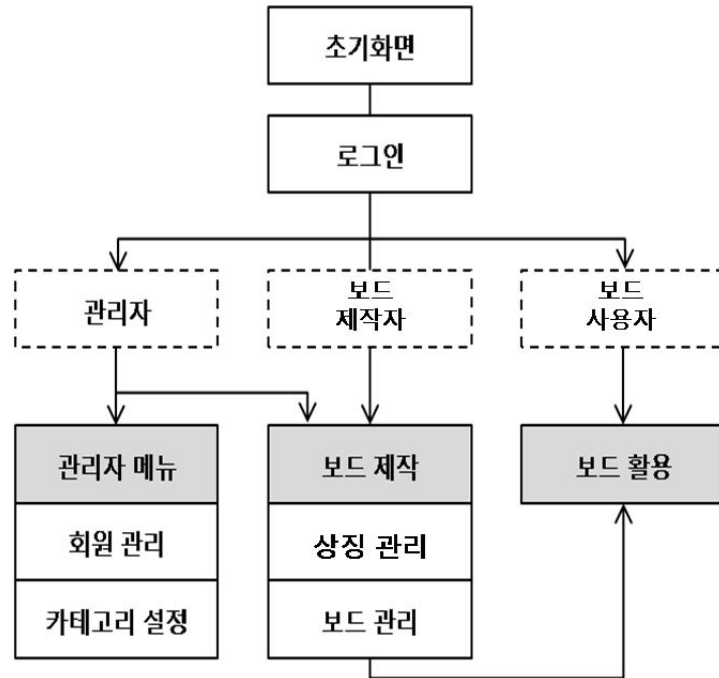 초기화면
로그인
관리자
보드
제작자
보드
사용자
관리자 메뉴
보드 제작
보드 활용
회원 관리
상징 관리
카테고리 설정
보드 관리